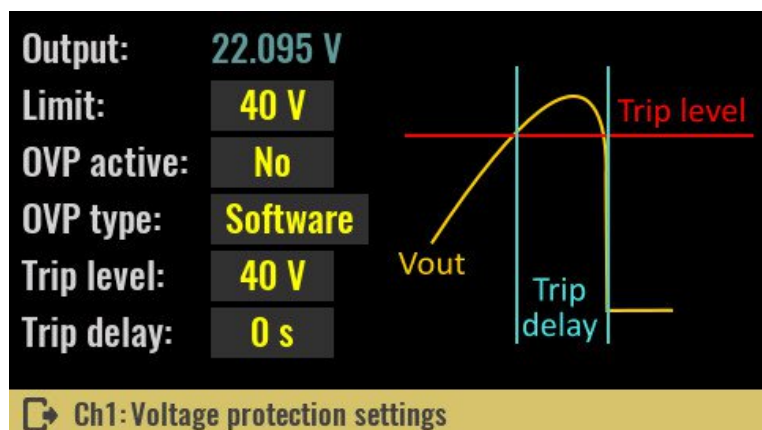 Output: 22.095 V
Limit: 40 V
OVP active: No
OVP type: Software
Trip level: 40 V
Trip delay: 0 s
Trip level
Vout
Trip
delay
Ch1: Voltage protection settings